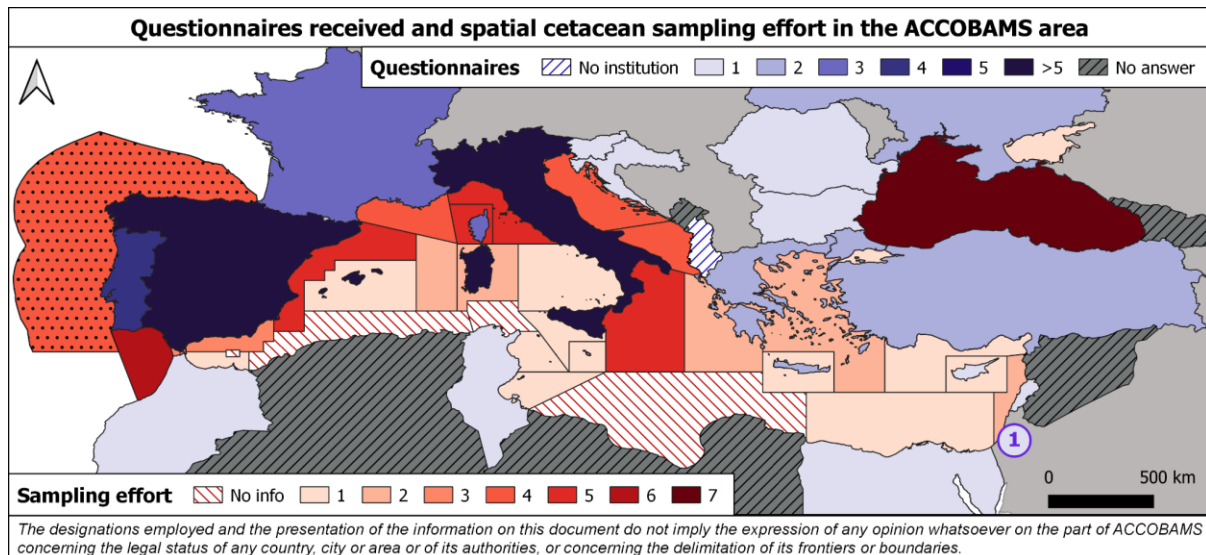 Questionnaires received and spatial cetacean sampling effort in the ACCOBAMS area
Questionnaires No institution 1 2 3 4 5 >5 No answer
1
0 500 km
Sampling effort No info 1 2 3 4 5 6 7
The designations employed and the presentation of the information on this document do not imply the expression of any opinion whatsoever on the part of ACCOBAMS
concerning the legal status of any country, city or area or of its authorities, or concerning the delimitation of its frontiers or boundaries.